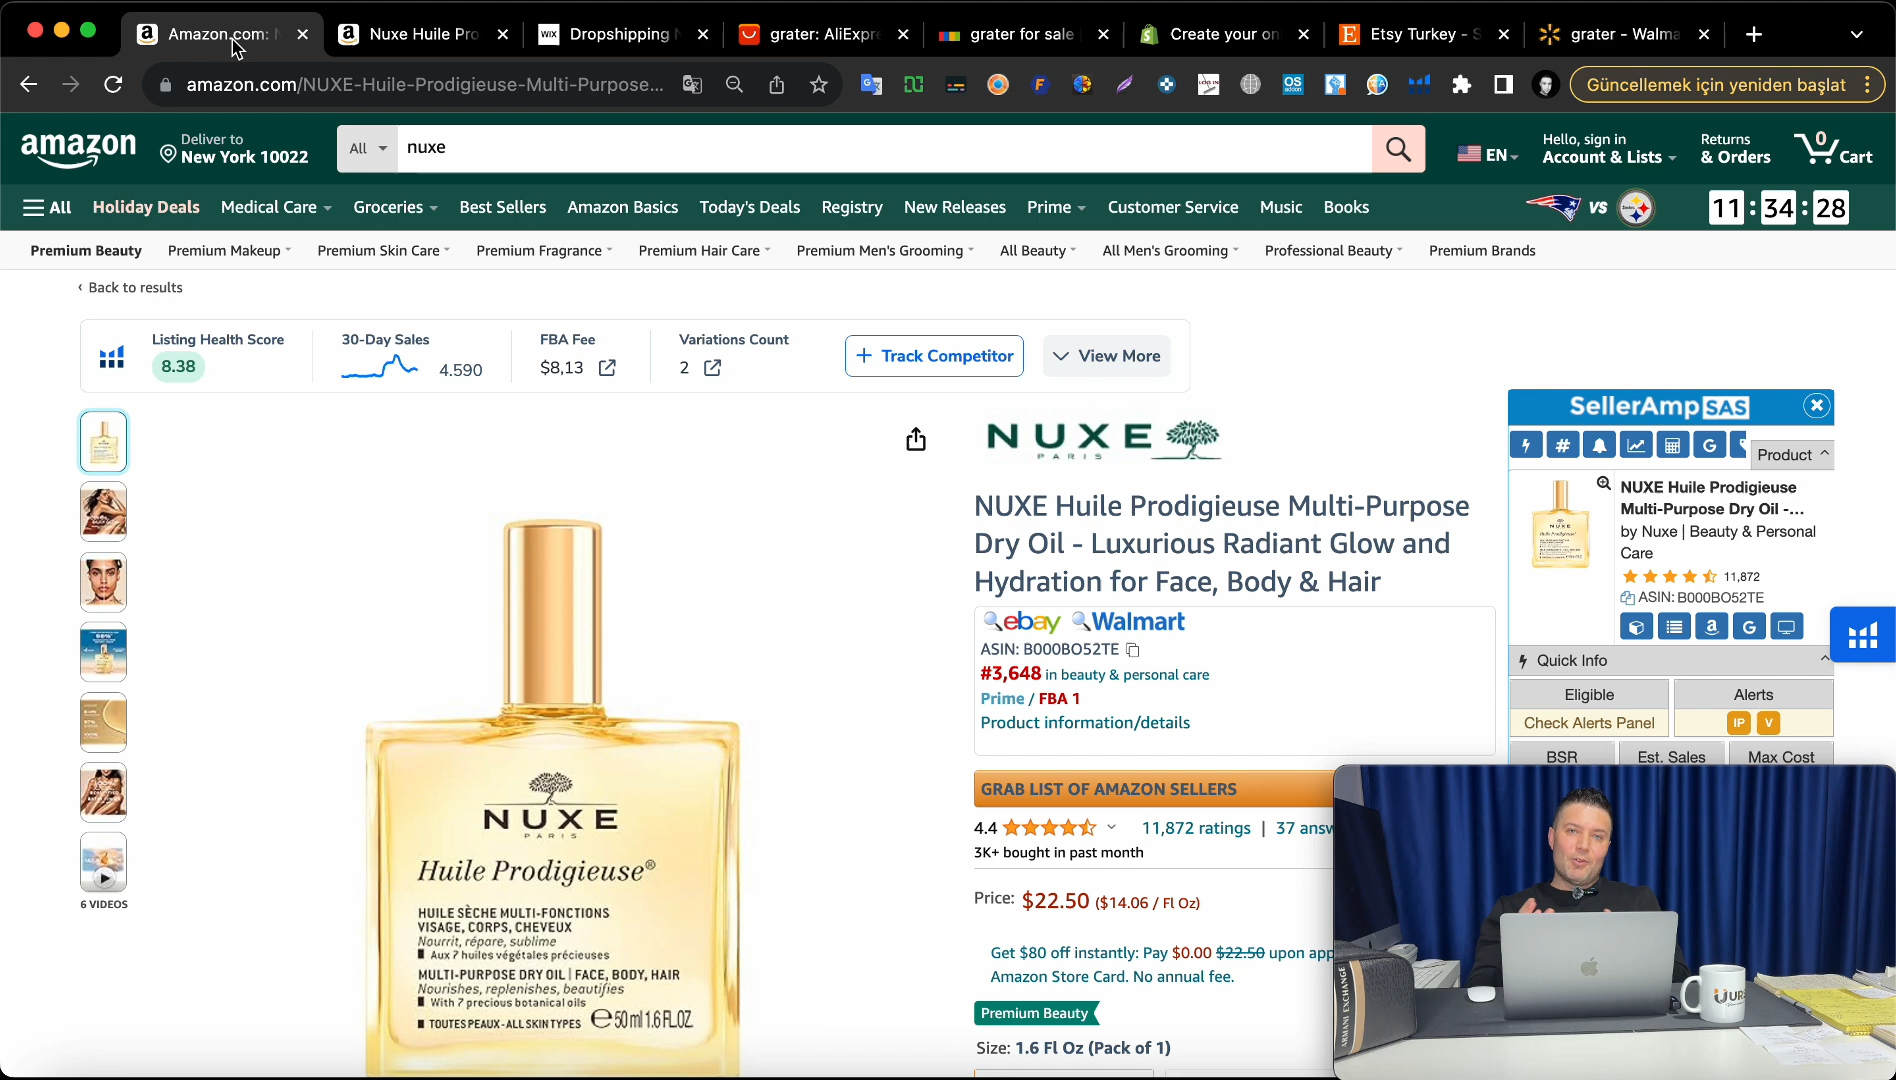 Amazon.com: N
Nuxe Huile Pro
WIX
Dropshipping N
grater: AliExpre
grater for sale
Create your on
Etsy Turkey - S
grater - Walma
amazon.com/NUXE-Huile-Prodigieuse-Multi-Purpose...
Güncellemek için yeniden başlat
amazon
Deliver to
New York 10022
All
nuxe
EN
Hello, sign in
Account & Lists
Returns
& Orders
0
Cart
All
Holiday Deals
Medical Care
Groceries
Best Sellers
Amazon Basics
Today's Deals
Registry
New Releases
Prime
Customer Service
Music
Books
VS
11 : 34 : 28
Premium Beauty
Premium Makeup
Premium Skin Care
Premium Fragrance
Premium Hair Care
Premium Men's Grooming
All Beauty
All Men's Grooming
Professional Beauty
Premium Brands
‹ Back to results
Listing Health Score
8.38
30-Day Sales
4.590
FBA Fee
$8,13
Variations Count
2
+ Track Competitor
View More
6 VIDEOS
NUXE
PARIS
Huile Prodigieuse®
HUILE SÈCHE MULTI-FONCTIONS
VISAGE, CORPS, CHEVEUX
Nourrit, répare, sublime
Aux 7 huiles végétales précieuses
MULTI-PURPOSE DRY OIL | FACE, BODY, HAIR
Nourishes, replenishes, beautifies
With 7 precious botanical oils
TOUTES PEAUX - ALL SKIN TYPES ℮50 ml 1.6 FL.OZ.
NUXE
PARIS
NUXE Huile Prodigieuse Multi-Purpose
Dry Oil - Luxurious Radiant Glow and
Hydration for Face, Body & Hair
ebay Walmart
ASIN: B000BO52TE
#3,648 in beauty & personal care
Prime / FBA 1
Product information/details
GRAB LIST OF AMAZON SELLERS
4.4
11,872 ratings | 37 answ
3K+ bought in past month
Price: $22.50 ($14.06 / Fl Oz)
Get $80 off instantly: Pay $0.00 $22.50 upon app
Amazon Store Card. No annual fee.
Premium Beauty
Size: 1.6 Fl Oz (Pack of 1)
SellerAmp SAS
Product
NUXE Huile Prodigieuse
Multi-Purpose Dry Oil -...
by Nuxe | Beauty & Personal
Care
11,872
ASIN: B000BO52TE
Quick Info
Eligible
Alerts
Check Alerts Panel
IP
V
BSR
Est. Sales
Max Cost
ARMANI EXCHANGE